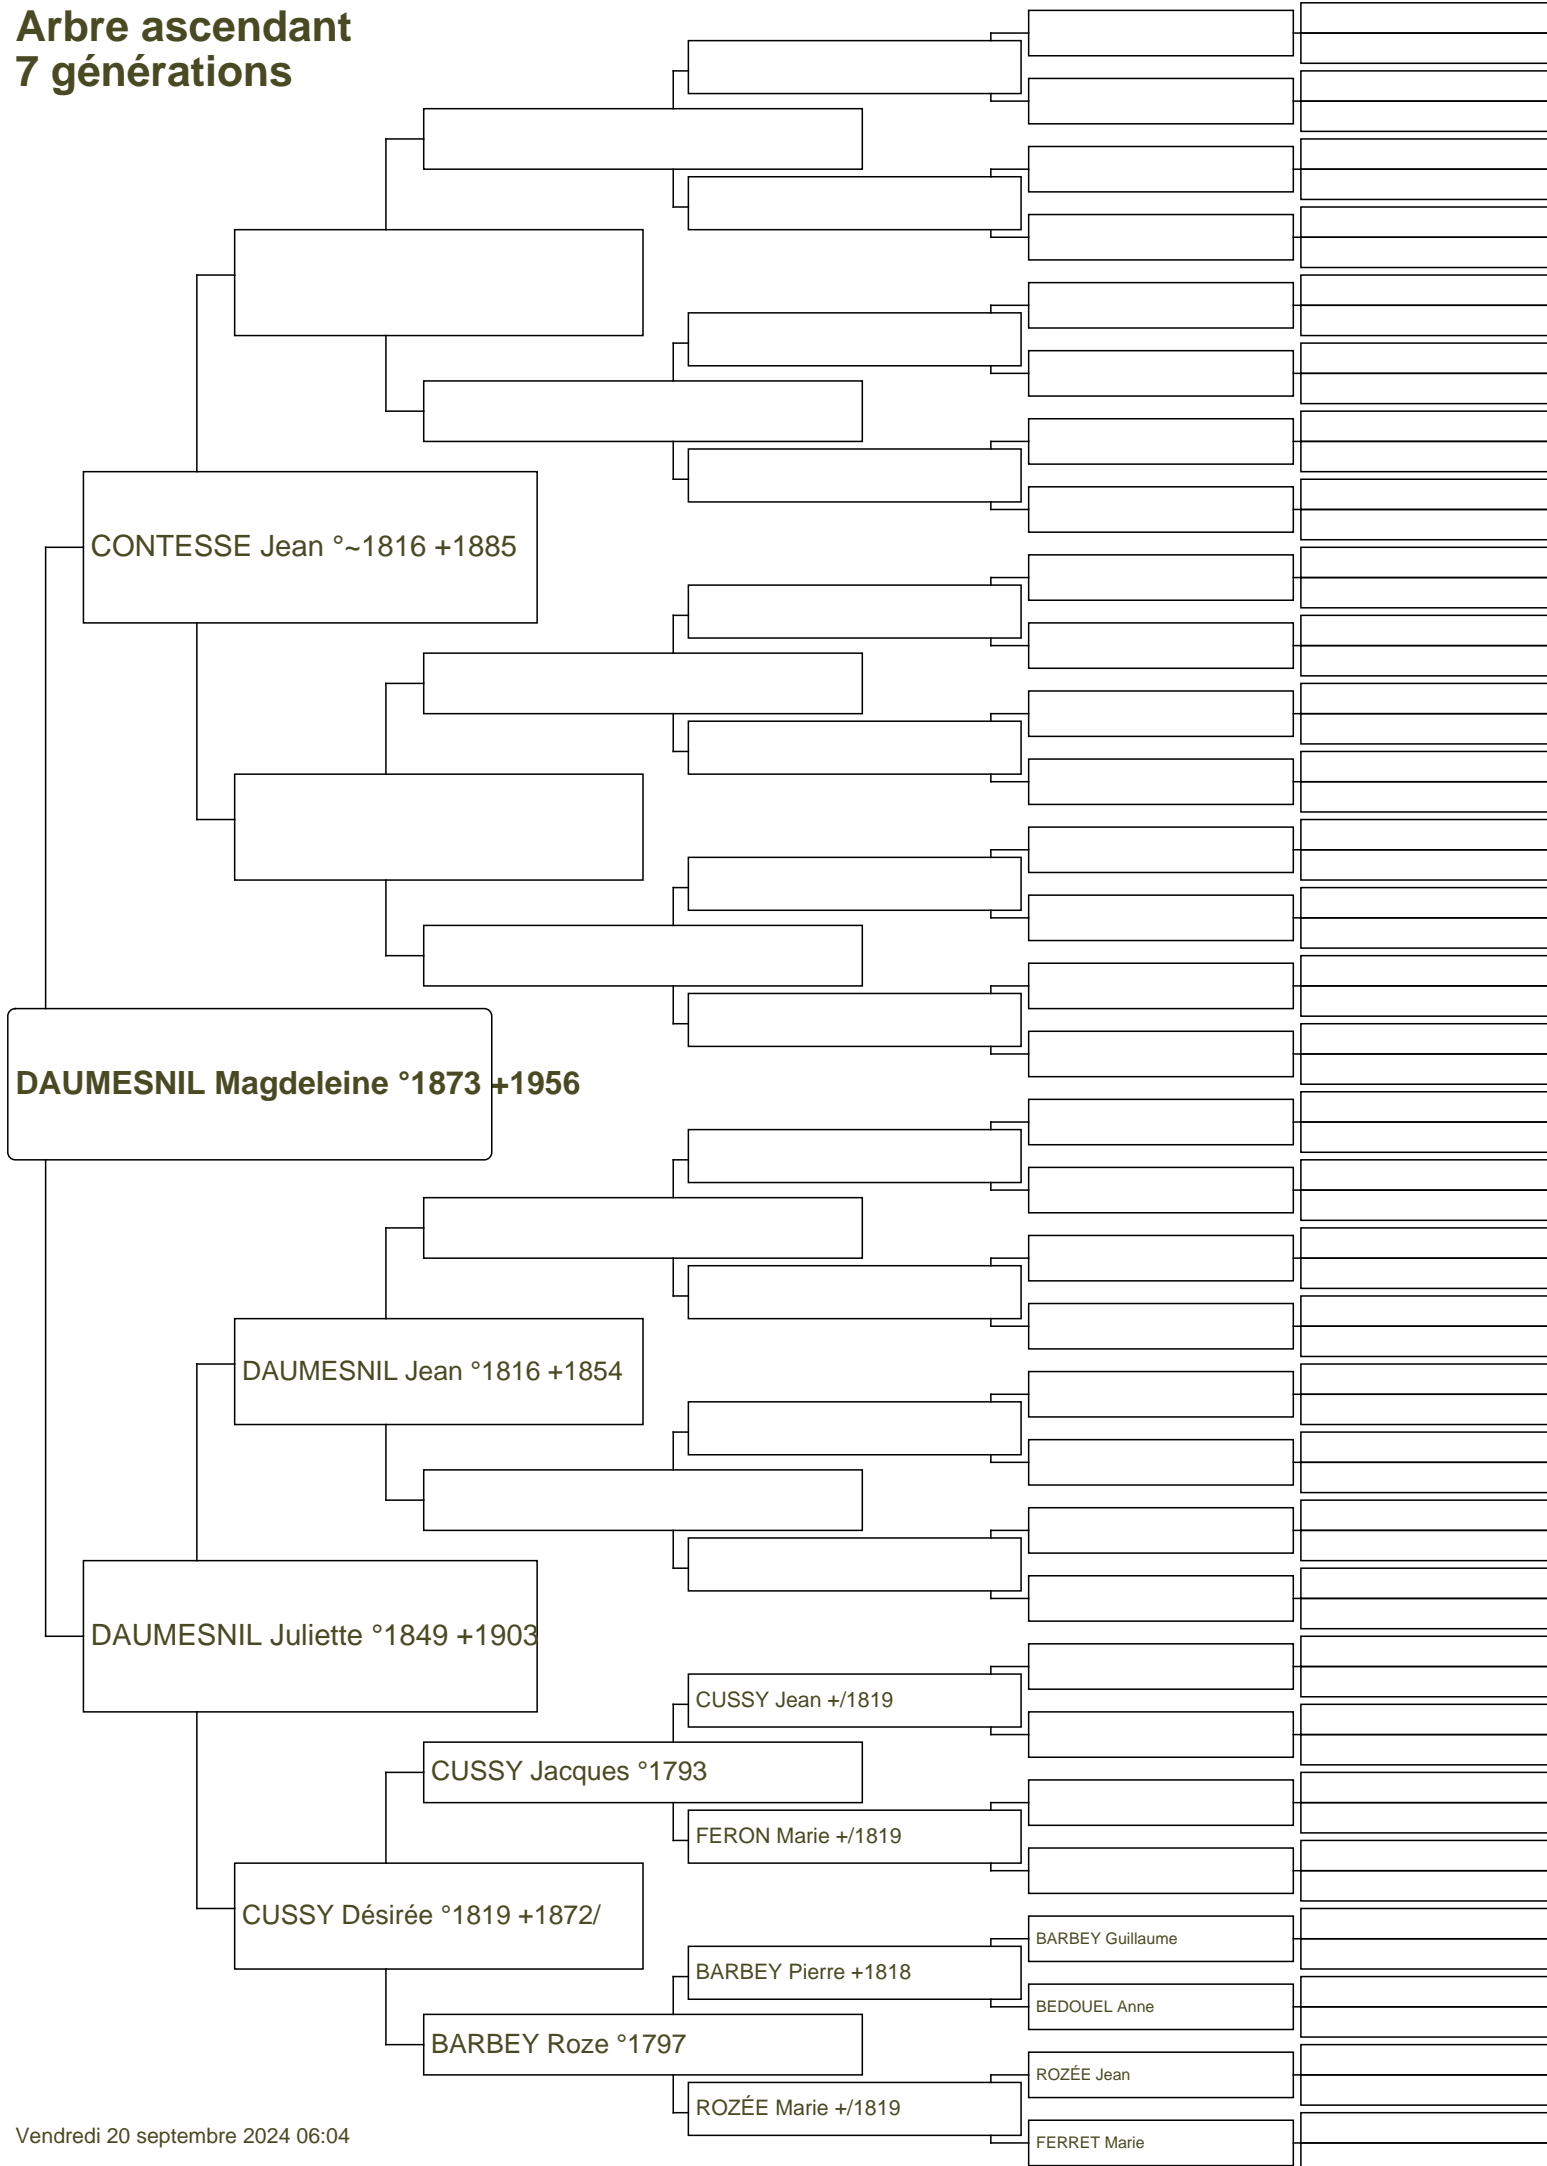 Arbre ascendant
7 générations
CONTESSE Jean °~1816 +1885
DAUMESNIL Magdeleine °1873 +1956
DAUMESNIL Jean °1816 +1854
DAUMESNIL Juliette °1849 +1903
CUSSY Jean +/1819
CUSSY Jacques °1793
FERON Marie +/1819
CUSSY Désirée °1819 +1872/
BARBEY Guillaume
BARBEY Pierre +1818
BEDOUEL Anne
BARBEY Roze °1797
ROZÉE Jean
ROZÉE Marie +/1819
FERRET Marie
Vendredi 20 septembre 2024 06:04